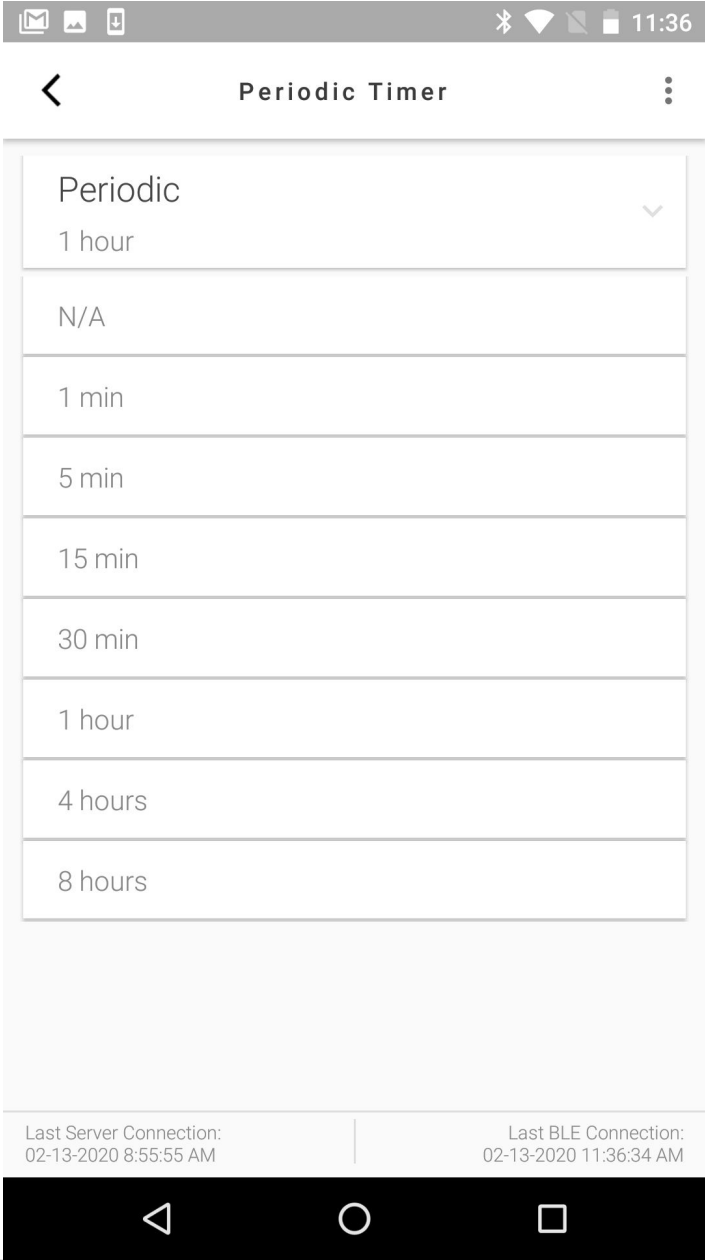 11:36
Periodic Timer
Periodic
1 hour
N/A
1 min
5 min
15 min
30 min
1 hour
4 hours
8 hours
Last Server Connection:
02-13-2020 8:55:55 AM
Last BLE Connection:
02-13-2020 11:36:34 AM